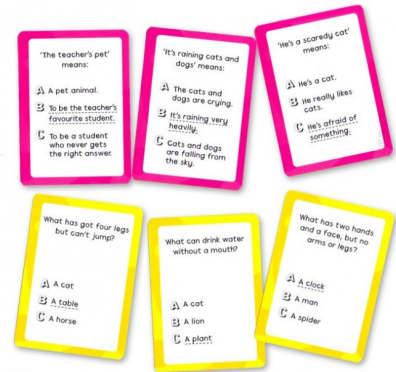 'The teacher's pet'
means:
A A pet animal.
B To be the teacher's
favourite student.
C To be a student
who never gets
the right answer.
'It's raining cats and
dogs' means:
A The cats and
dogs are crying.
B It's raining very
heavily.
C Cats and dogs
are falling from
the sky.
'He's a scaredy cat'
means:
A He's a cat.
B He really likes
cats.
C He's afraid of
something.
What has got four legs
but can't jump?
A A cat
B A table
C A horse
What can drink water
without a mouth?
A A cat
B A lion
C A plant
What has two hands
and a face, but no
arms or legs?
A A clock
B A man
C A spider